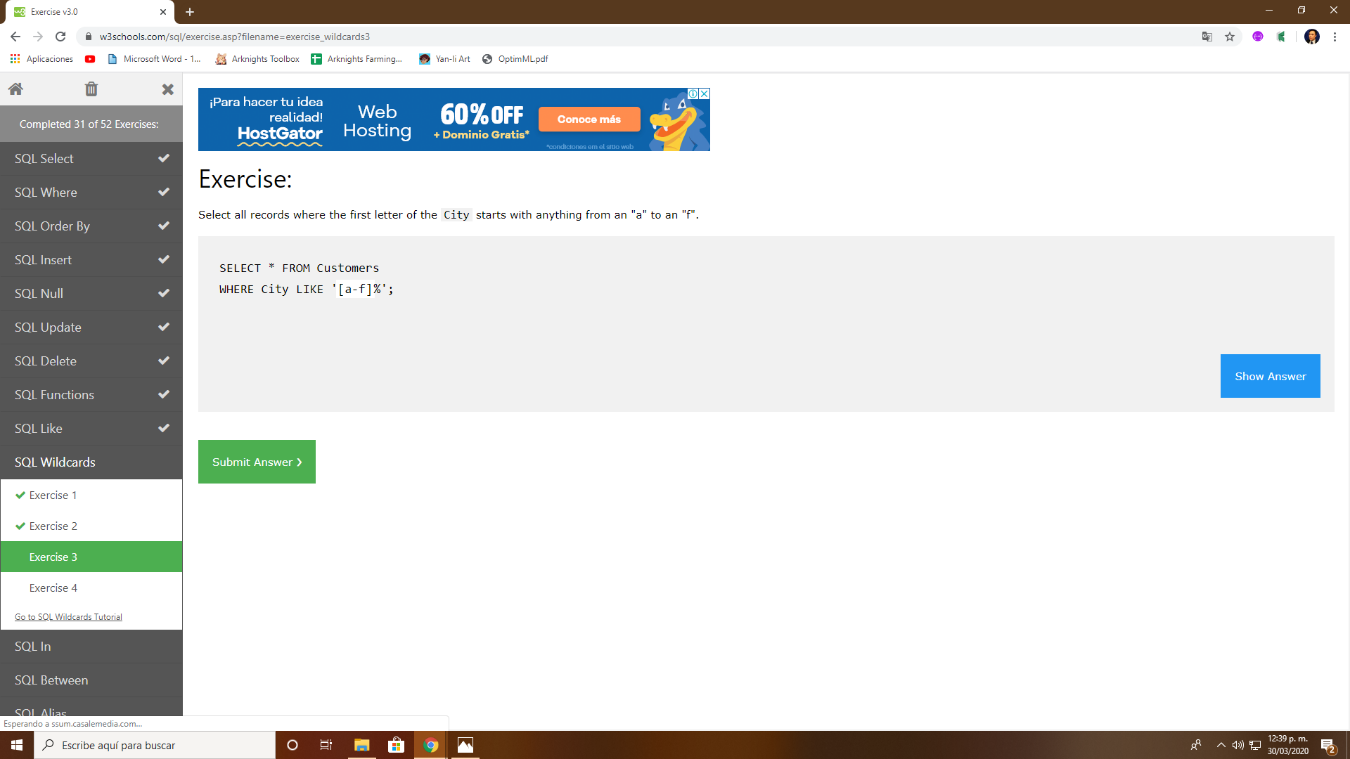 Exercise v3.0
w3schools.com/sql/exercise.asp?filename=exercise_wildcards3
Aplicaciones
Microsoft Word - 1...
Arknights Toolbox
Arknights Farming...
Yan-li Art
OptimML.pdf
Completed 31 of 52 Exercises:
SQL Select
SQL Where
SQL Order By
SQL Insert
SQL Null
SQL Update
SQL Delete
SQL Functions
SQL Like
SQL Wildcards
Exercise 1
Exercise 2
Exercise 3
Exercise 4
Go to SQL Wildcards Tutorial
SQL In
SQL Between
SQL Alias
¡Para hacer tu idea
realidad!
HostGator
Web
Hosting
60% OFF
+ Dominio Gratis*
Conoce más
*condiciones en el sitio web
Exercise:
Select all records where the first letter of the City starts with anything from an "a" to an "f".
SELECT * FROM Customers
WHERE City LIKE '[a-f]%';
Show Answer
Submit Answer ❯
Esperando a ssum.casalemedia.com...
Escribe aquí para buscar
12:39 p. m.
30/03/2020
2